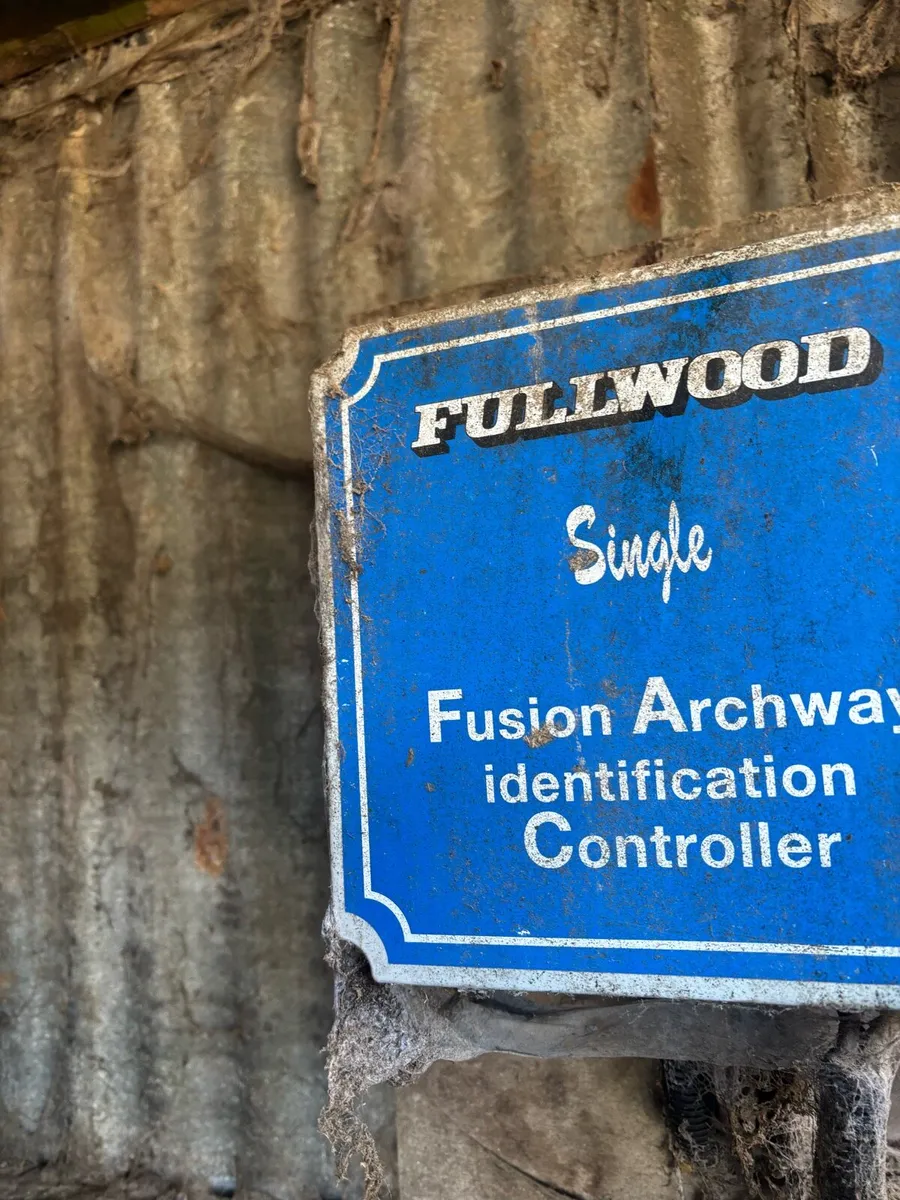 FULLWOOD
Single
Fusion Archway
identification
Controller